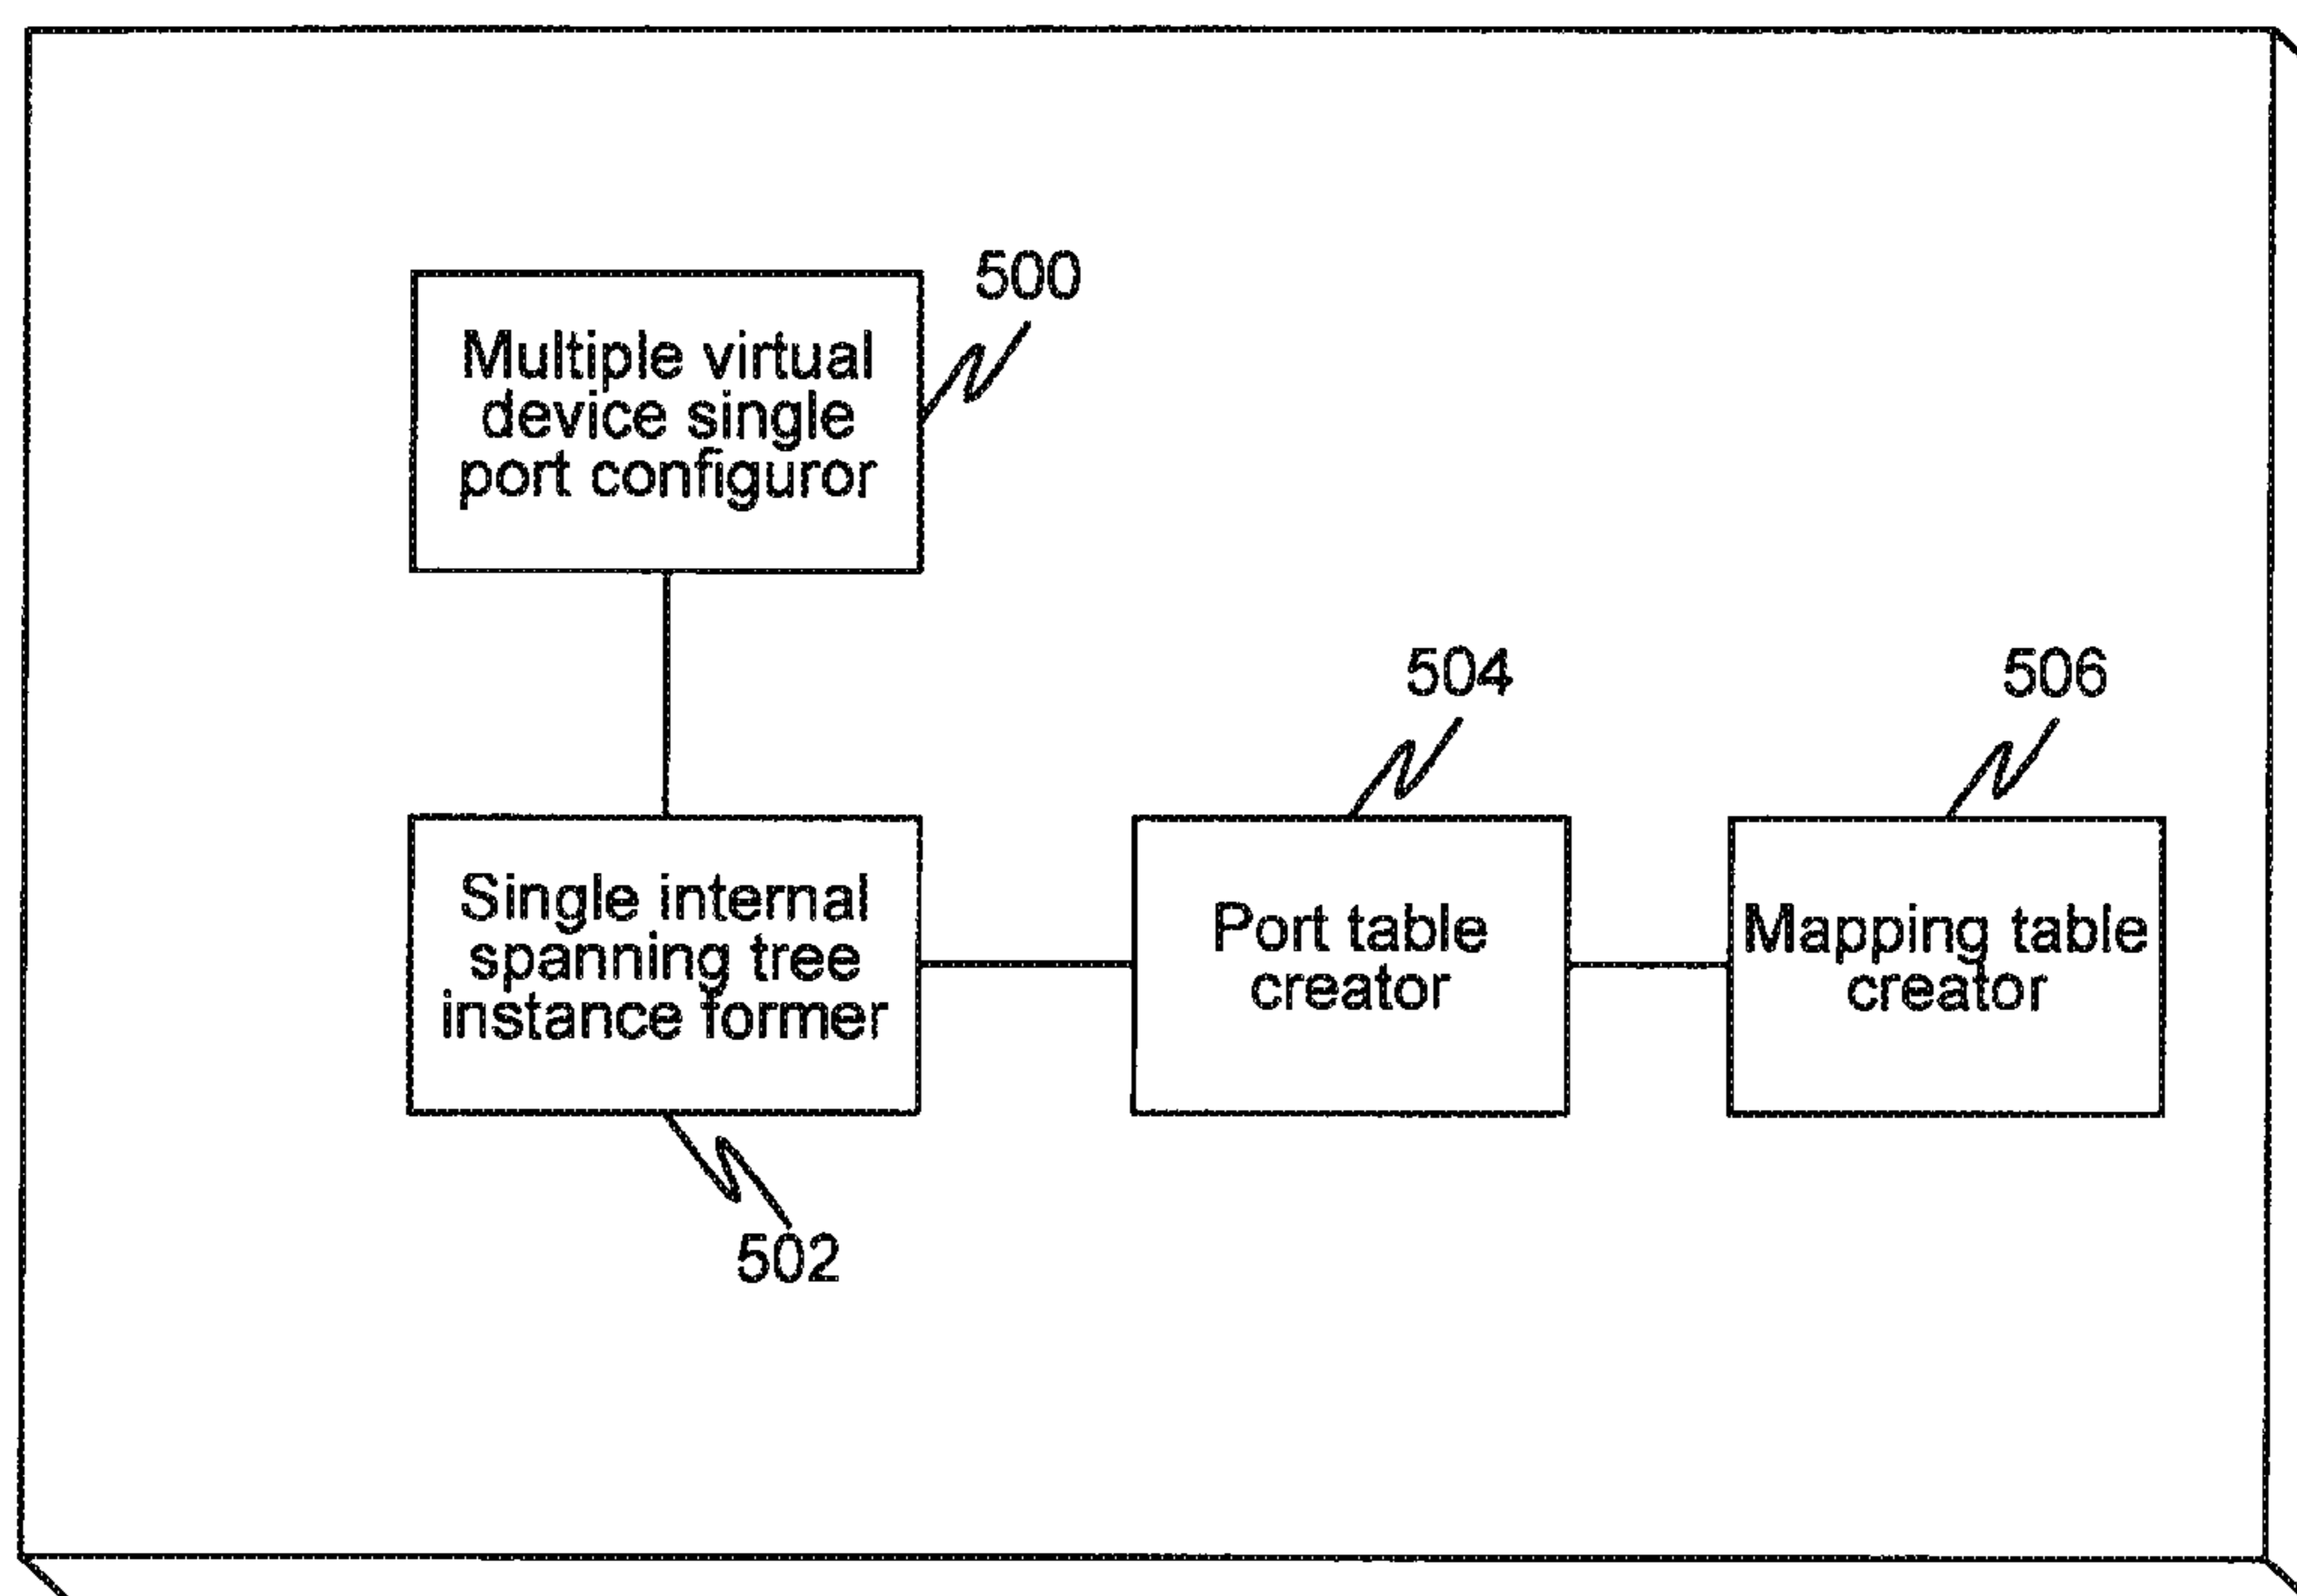 500
Multiple virtual
device single
port configuror
504
506
Single internal
spanning tree
instance former
Port table
creator
Mapping table
creator
502